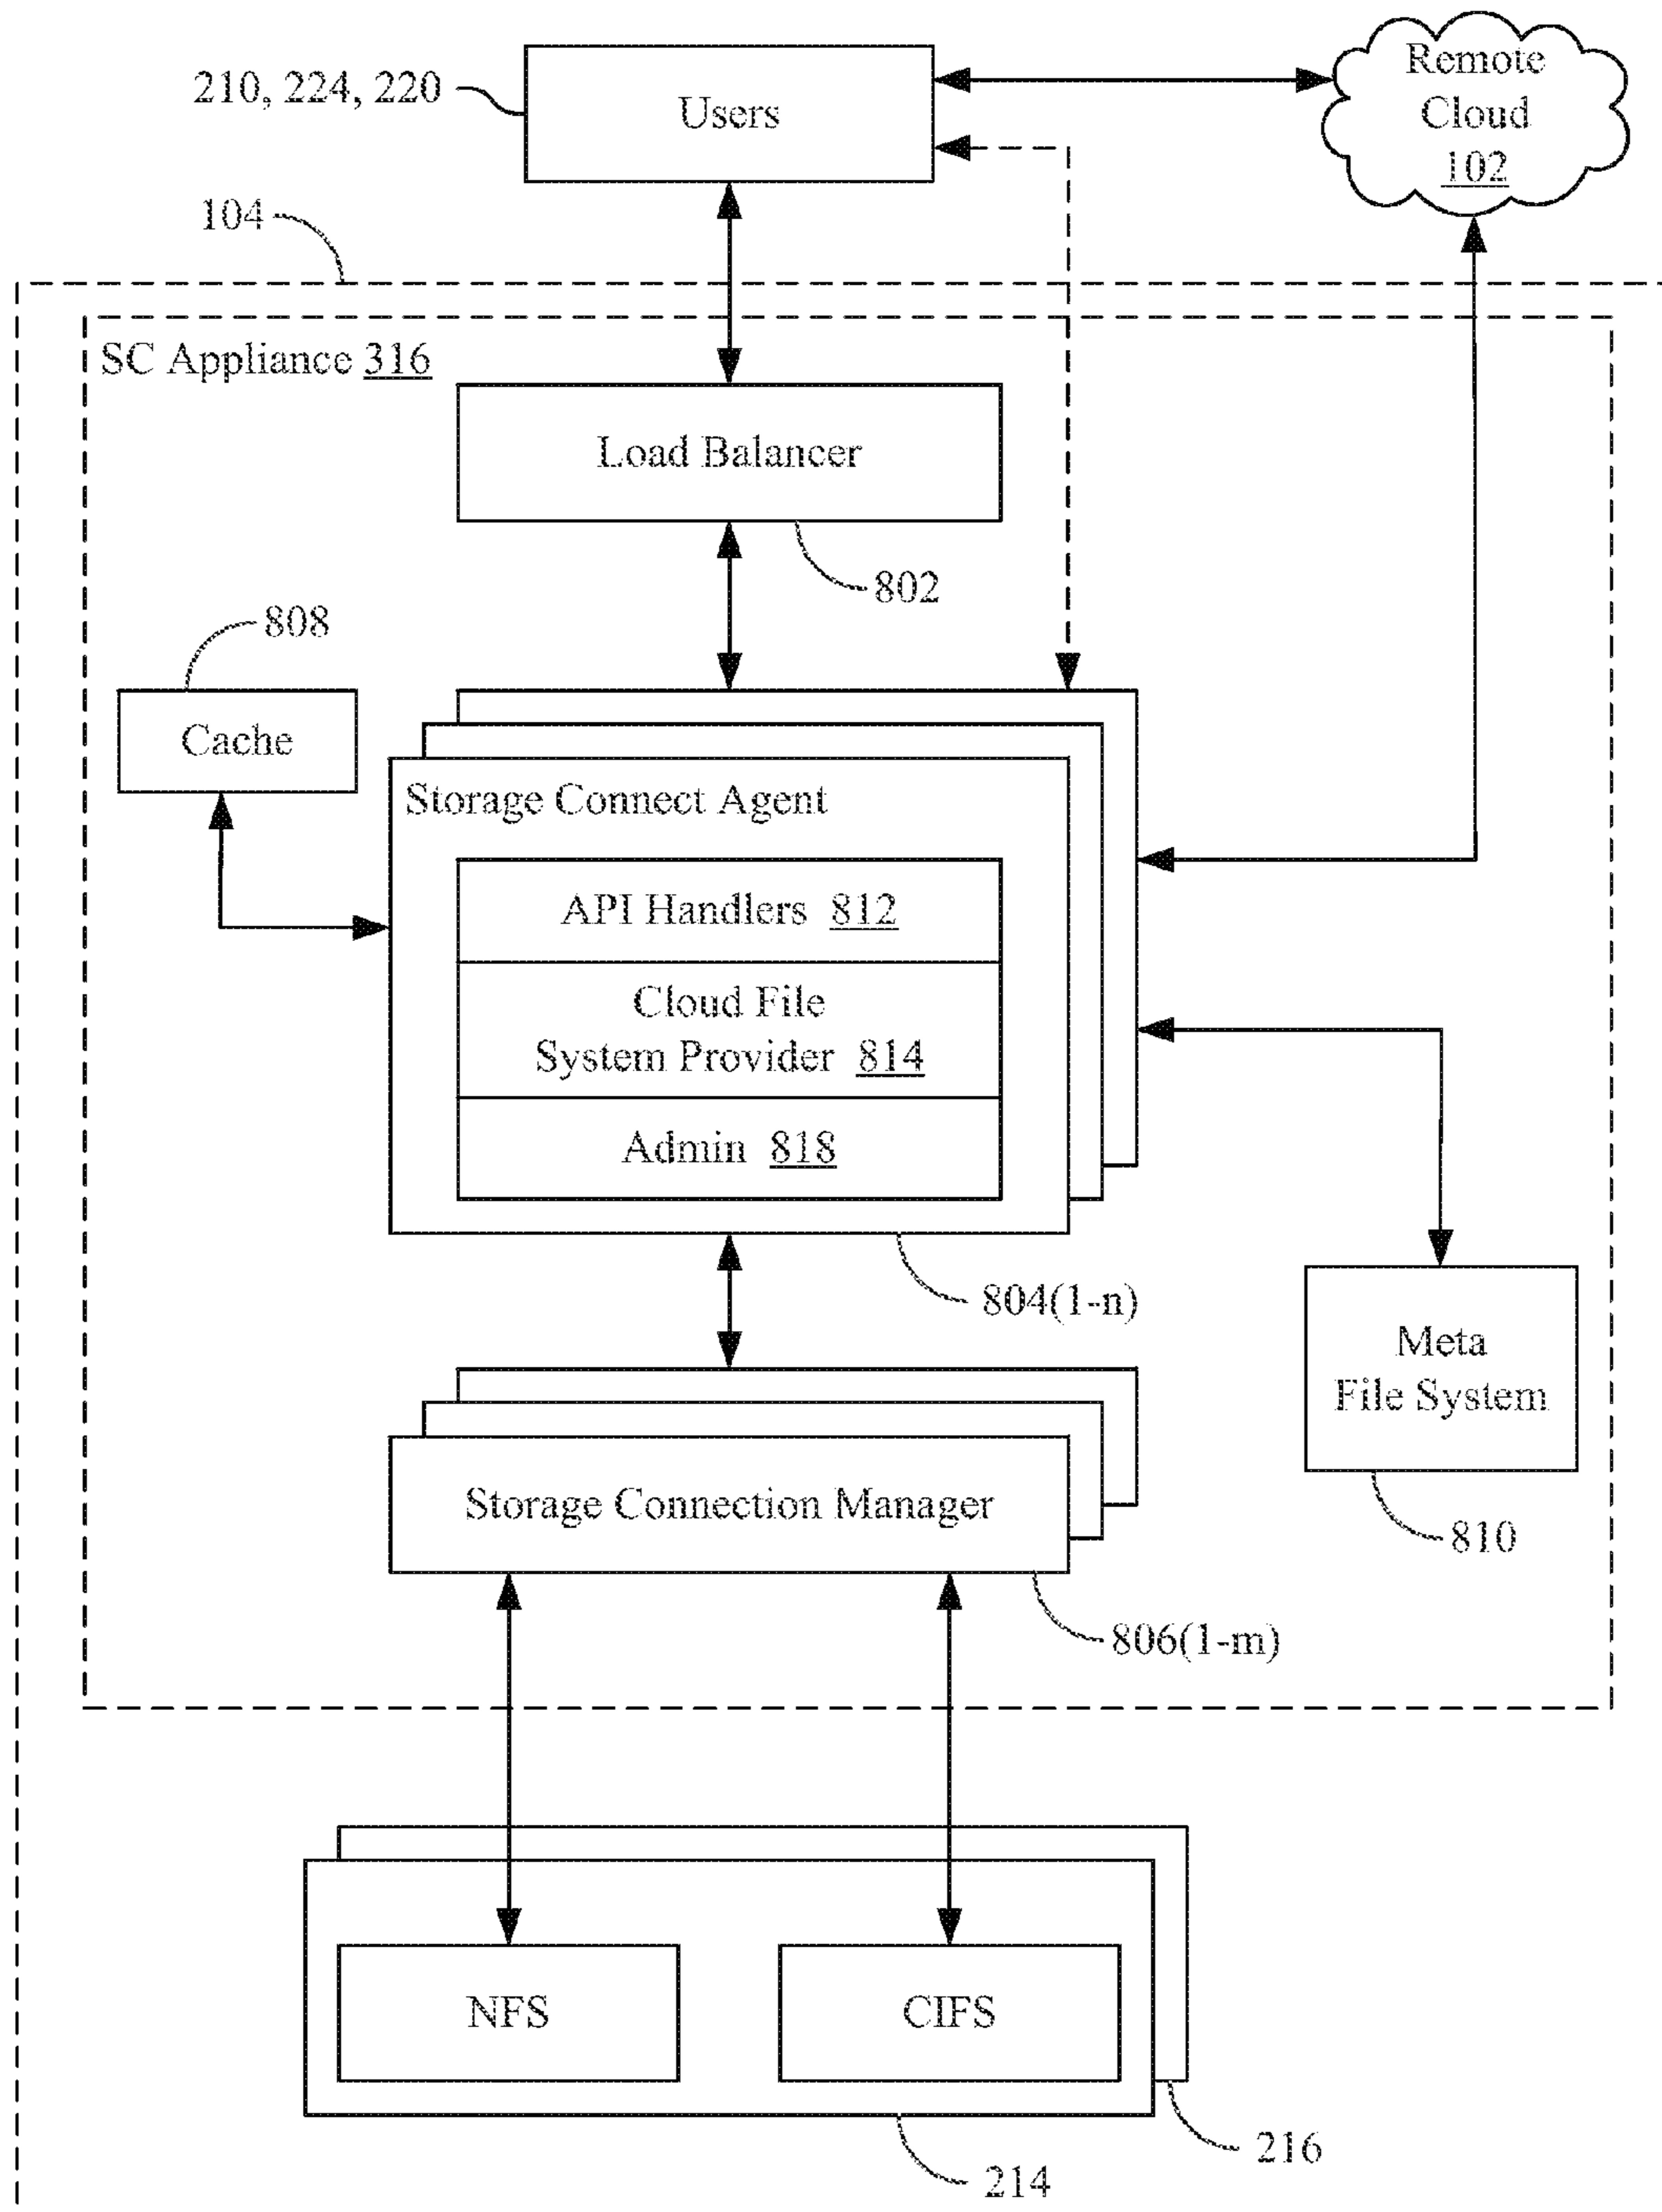 Remote
Cloud
102
210, 224, 220
Users
104
SC Appliance 316
Load Balancer
802
808
Cache
Storage Connect Agent
API Handlers 812
Cloud File
System Provider 814
Admin 818
804(1-n)
Meta
File System
810
Storage Connection Manager
806(1-m)
NFS
CIFS
216
214